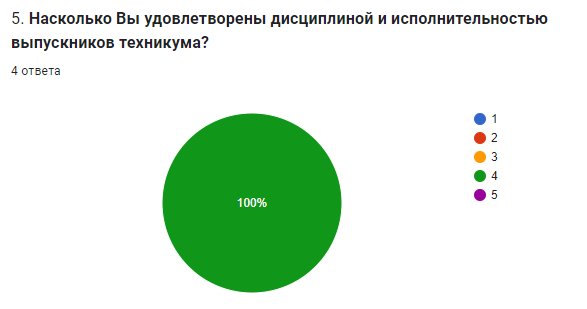 5. Насколько Вы удовлетворены дисциплиной и исполнительностью
выпускников техникума?
4 ответа
100%
1
2
3
4
5